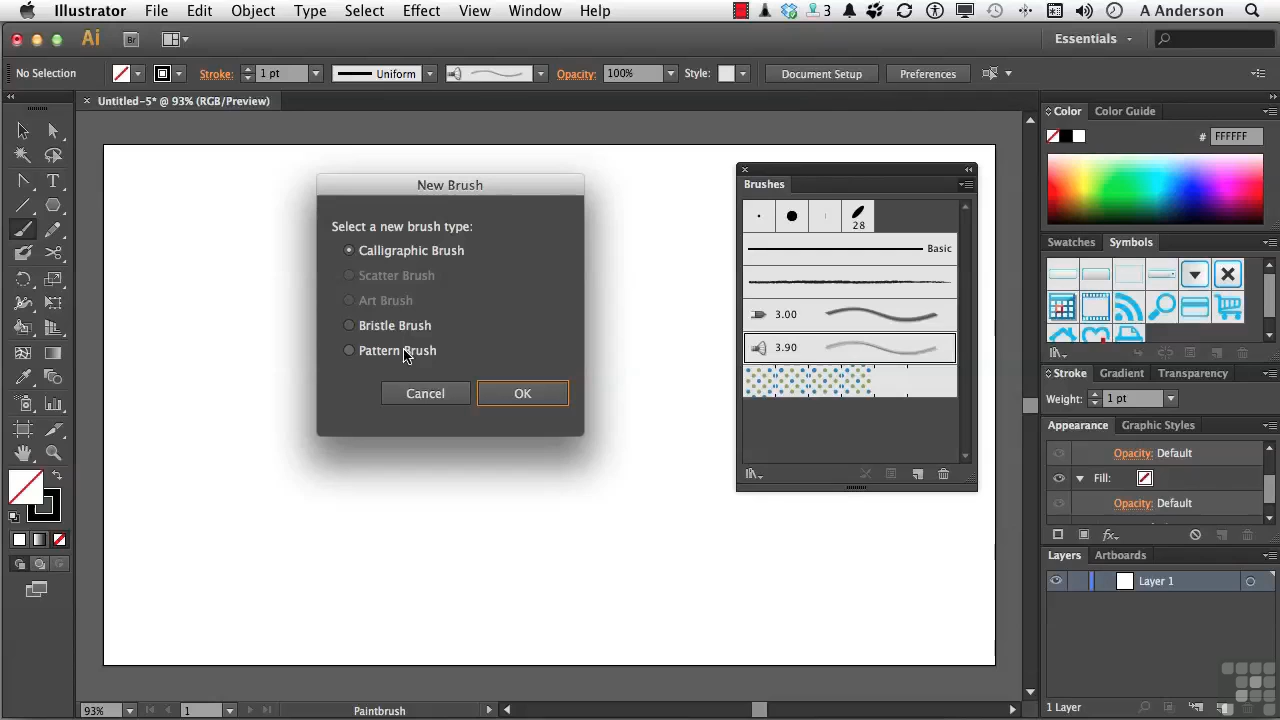 Illustrator File Edit Object Type Select Effect View Window Help 3 A Anderson
Ai Br Essentials
No Selection Stroke: 1 pt Uniform Opacity: 100% Style: Document Setup Preferences
Untitled-5* @ 93% (RGB/Preview)
Color Color Guide
# FFFFFF
New Brush
Select a new brush type:
Calligraphic Brush
Scatter Brush
Art Brush
Bristle Brush
Pattern Brush
Cancel OK
Brushes
28
Basic
3.00
3.90
Swatches Symbols
Stroke Gradient Transparency
Weight: 1 pt
Appearance Graphic Styles
Opacity: Default
Fill:
Opacity: Default
fx
Layers Artboards
Layer 1
1 Layer
93% 1 Paintbrush